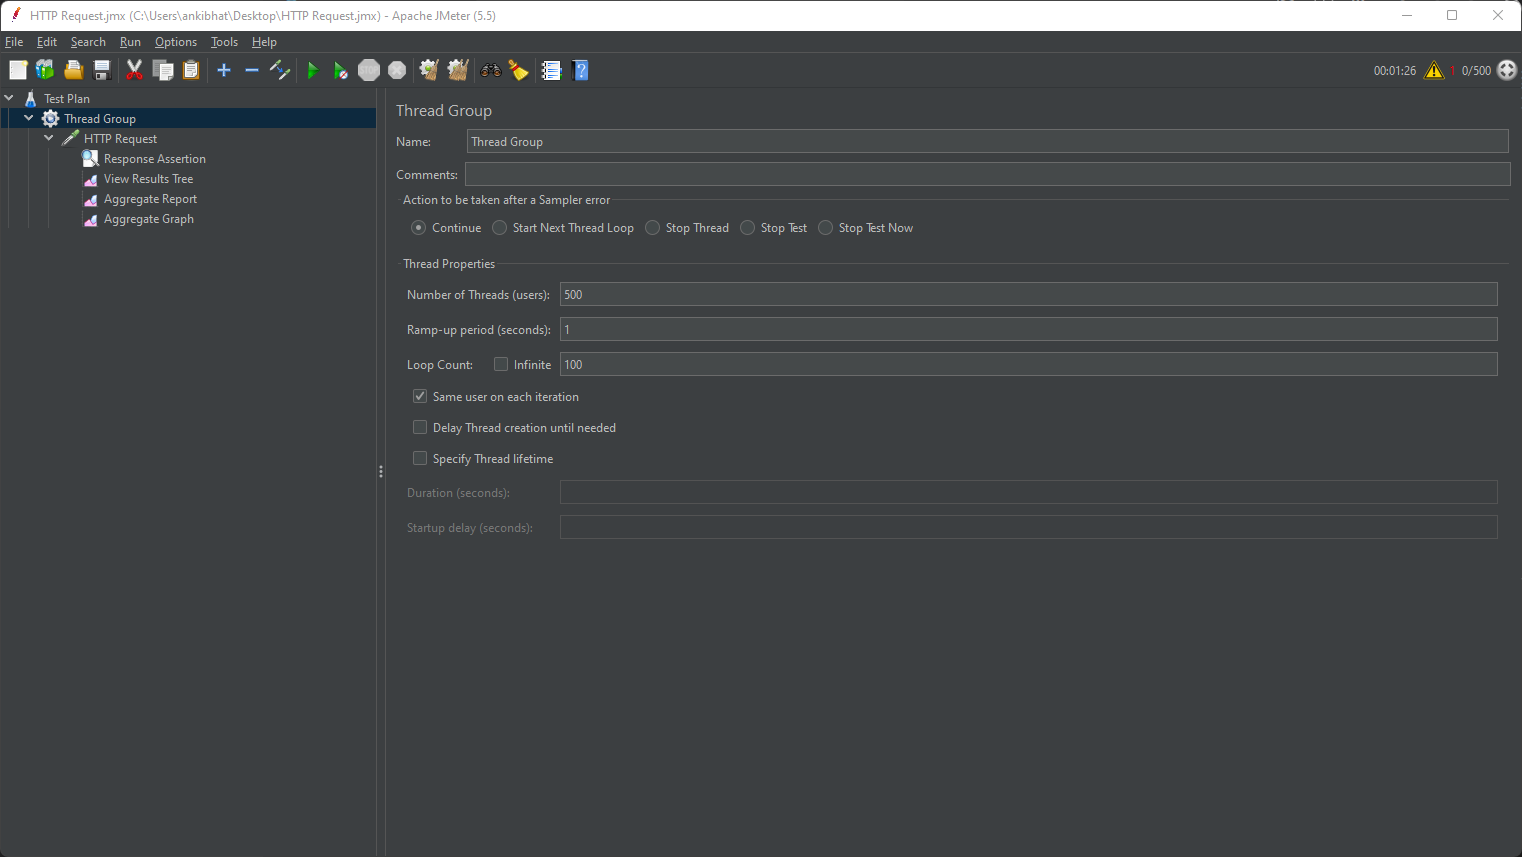 HTTP Request.jmx (C:\Users\ankibhat\Desktop\HTTP Request.jmx) - Apache JMeter (5.5)
File Edit Search Run Options Tools Help
STOP ? 00:01:26 1 0/500
Test Plan
Thread Group
HTTP Request
Response Assertion
View Results Tree
Aggregate Report
Aggregate Graph
Thread Group
Name: Thread Group
Comments:
Action to be taken after a Sampler error
Continue Start Next Thread Loop Stop Thread Stop Test Stop Test Now
Thread Properties
Number of Threads (users): 500
Ramp-up period (seconds): 1
Loop Count: Infinite 100
Same user on each iteration
Delay Thread creation until needed
Specify Thread lifetime
Duration (seconds):
Startup delay (seconds):